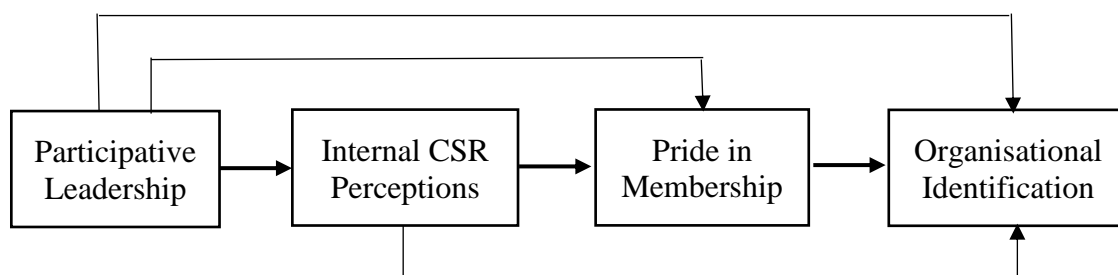 Participative
Leadership
Internal CSR
Perceptions
Pride in
Membership
Organisational
Identification